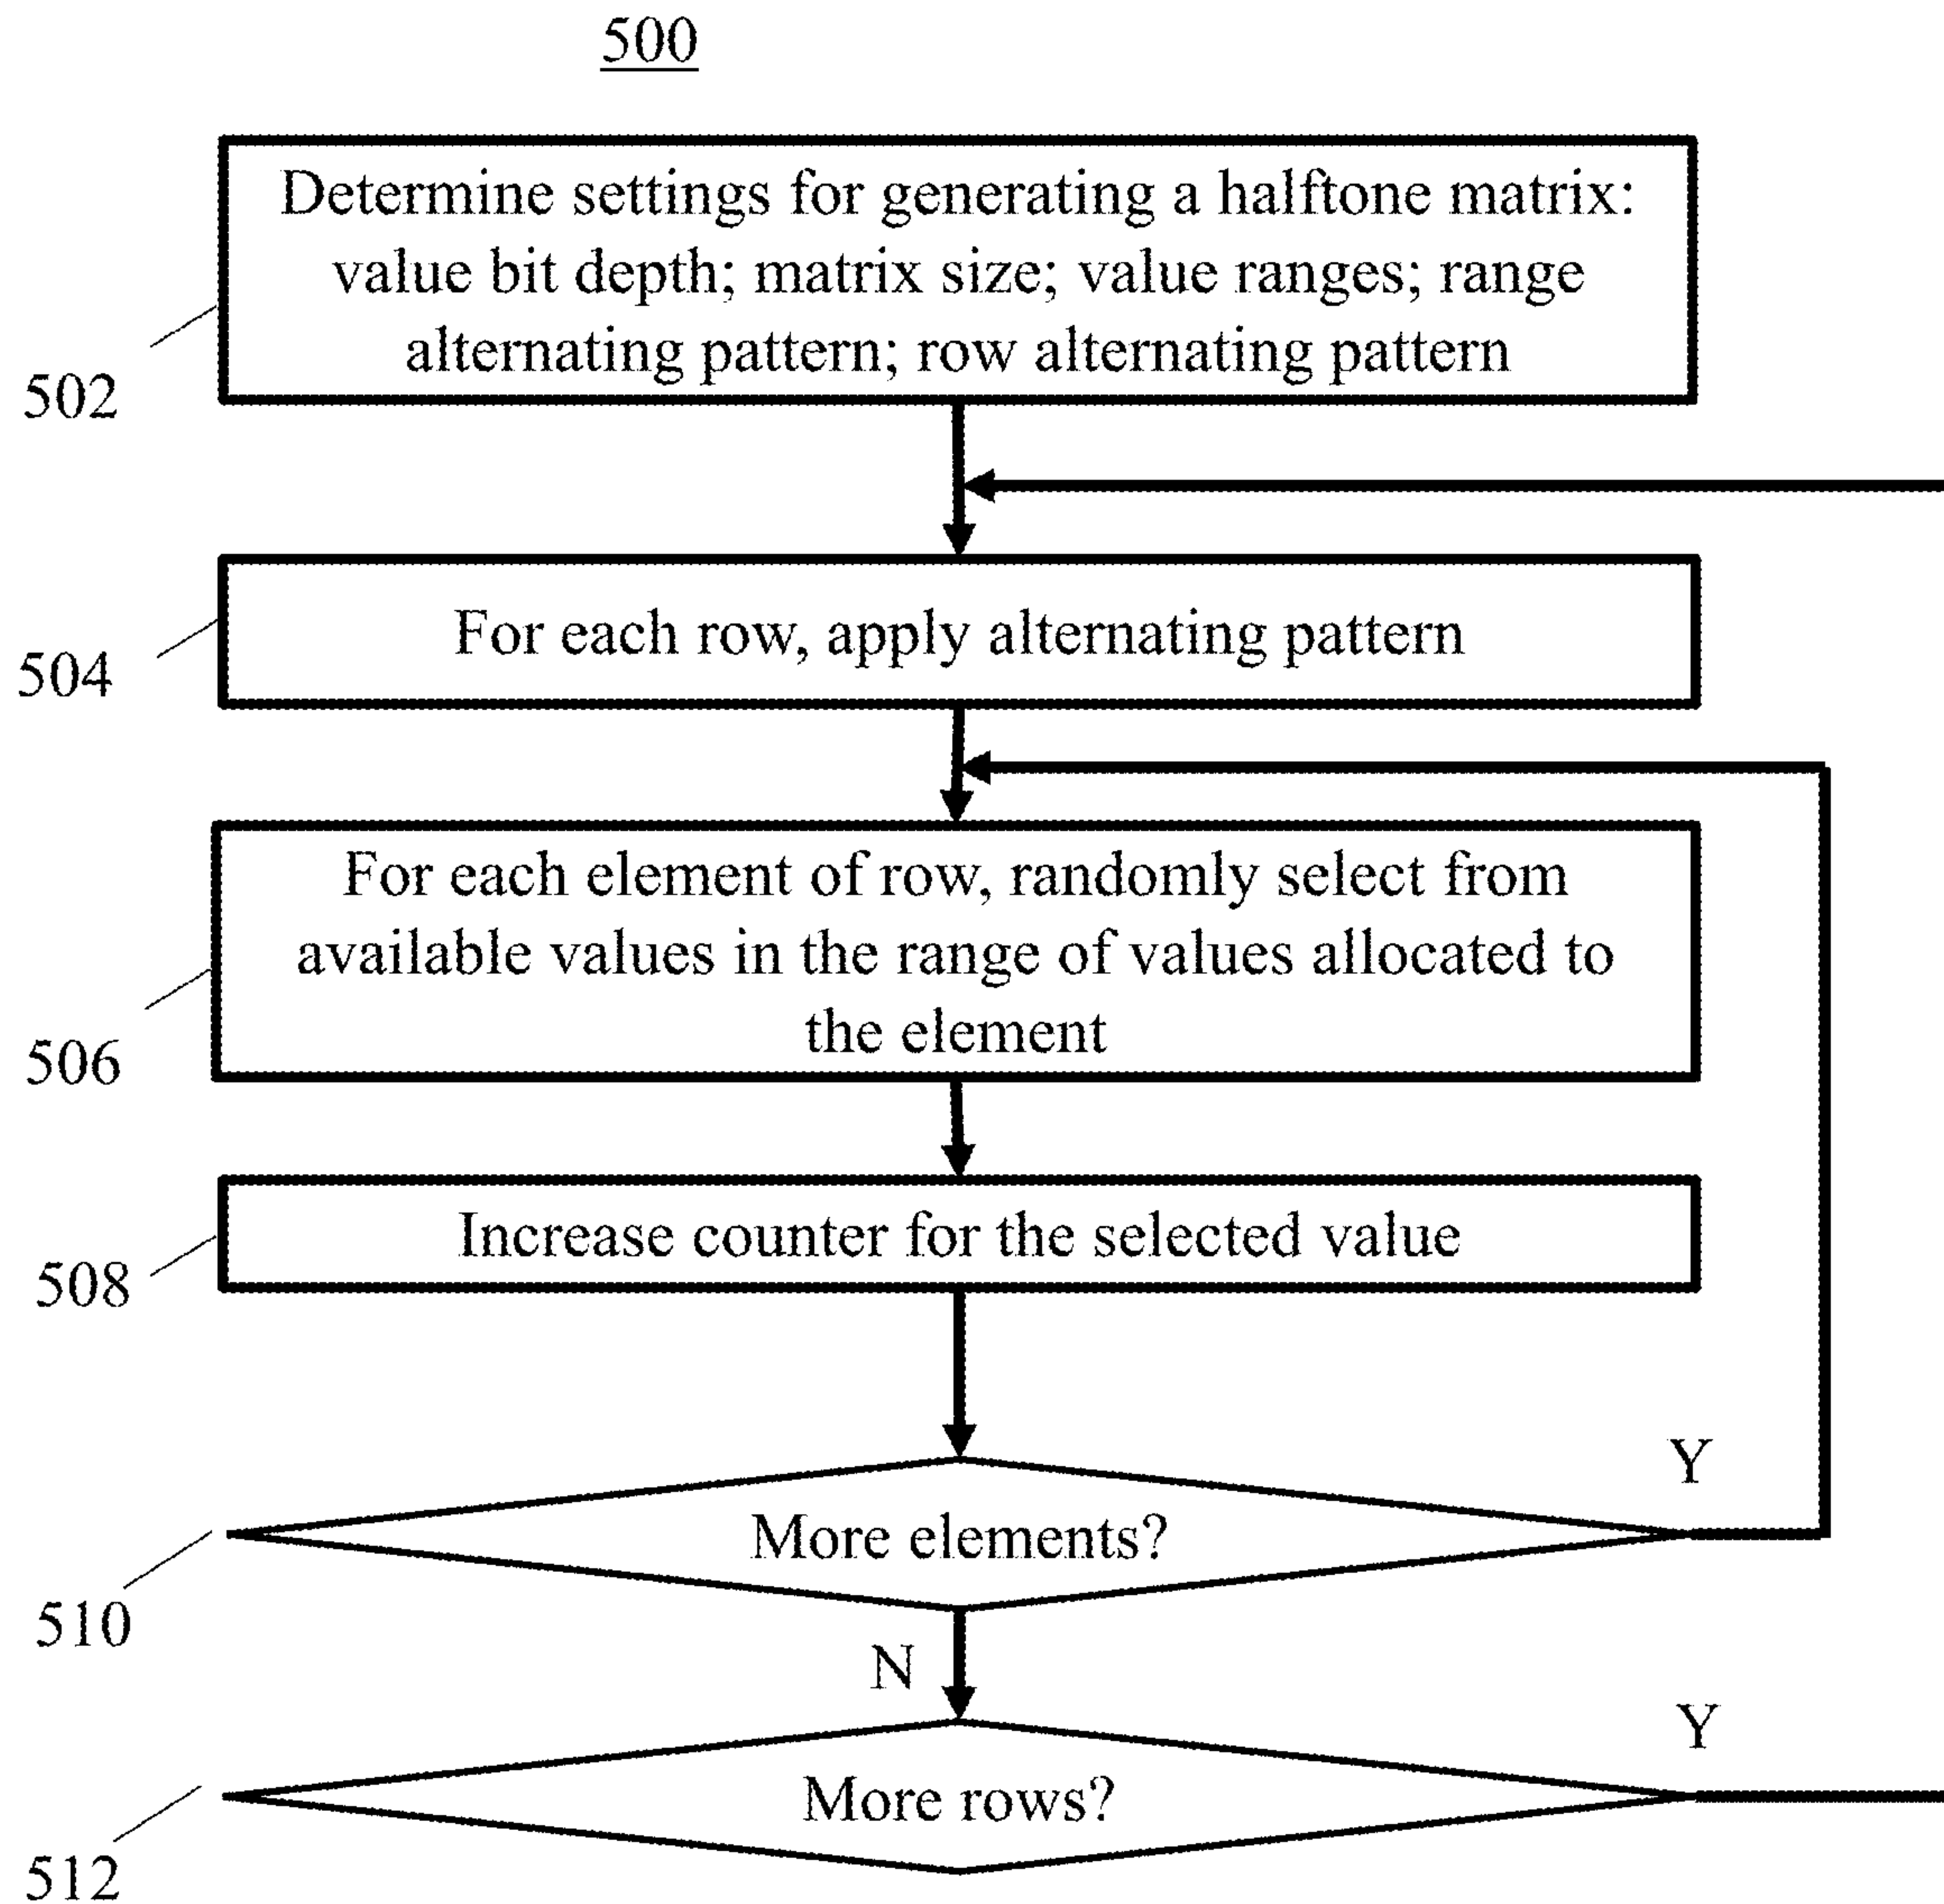 500
Determine settings for generating a halftone matrix:
value bit depth; matrix size; value ranges; range
alternating pattern; row alternating pattern
502
For each row, apply alternating pattern
504
For each element of row, randomly select from
available values in the range of values allocated to
the element
506
Increase counter for the selected value
508
Y
More elements?
510
N
Y
More rows?
512